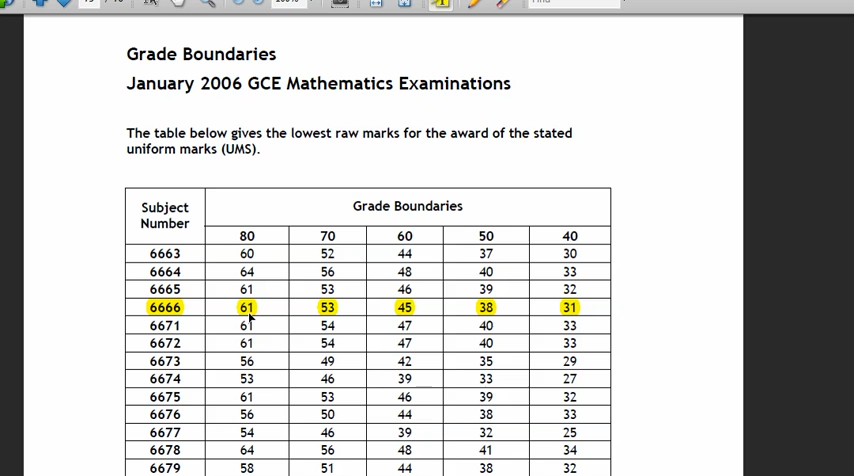 Grade Boundaries
January 2006 GCE Mathematics Examinations
The table below gives the lowest raw marks for the award of the stated
uniform marks (UMS).
Subject
Number
Grade Boundaries
80 70 60 50 40
6663 60 52 44 37 30
6664 64 56 48 40 33
6665 61 53 46 39 32
6666 61 53 45 38 31
6671 61 54 47 40 33
6672 61 54 47 40 33
6673 56 49 42 35 29
6674 53 46 39 33 27
6675 61 53 46 39 32
6676 56 50 44 38 33
6677 54 46 39 32 25
6678 64 56 48 41 34
6679 58 51 44 38 32